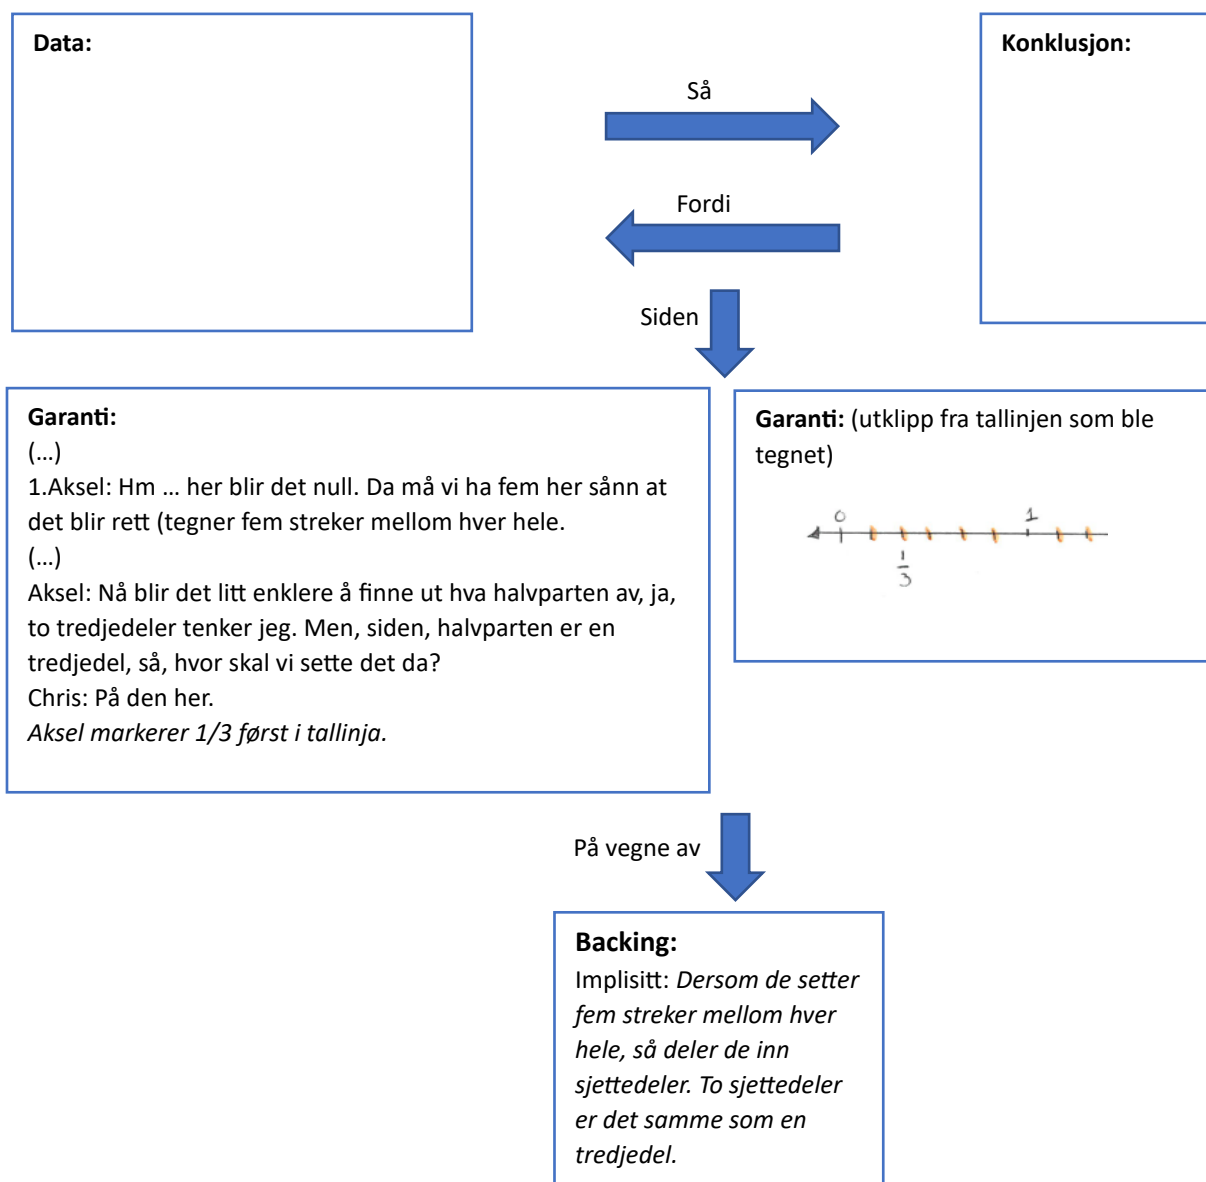 Data:
Konklusjon:
Så
Fordi
Siden
Garanti:
(...)
1.Aksel: Hm ... her blir det null. Da må vi ha fem her sånn at
det blir rett (tegner fem streker mellom hver hele.
(...)
Aksel: Nå blir det litt enklere å finne ut hva halvparten av, ja,
to tredjedeler tenker jeg. Men, siden, halvparten er en
tredjedel, så, hvor skal vi sette det da?
Chris: På den her.
Aksel markerer 1/3 først i tallinja.
Garanti: (utklipp fra tallinjen som ble
tegnet)
0 1
1
3
På vegne av
Backing:
Implisitt: Dersom de setter
fem streker mellom hver
hele, så deler de inn
sjettedeler. To sjettedeler
er det samme som en
tredjedel.